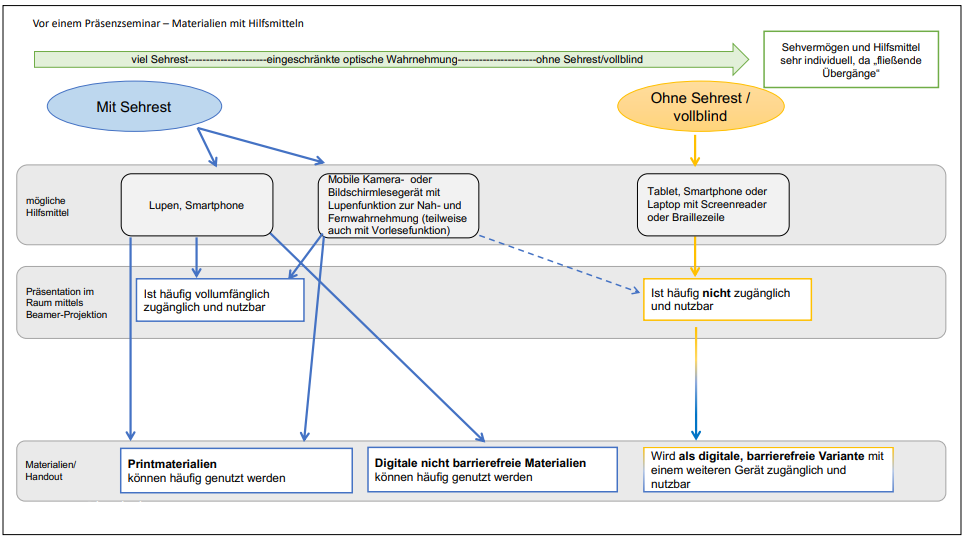 Vor einem Präsenzseminar – Materialien mit Hilfsmitteln
viel Sehrest----------------------eingeschränkte optische Wahrnehmung----------------------ohne Sehrest/vollblind
Sehvermögen und Hilfsmittel
sehr individuell, da „fließende
Übergänge“
Mit Sehrest
Ohne Sehrest /
vollblind
mögliche
Hilfsmittel
Lupen, Smartphone
Mobile Kamera- oder
Bildschirmlesegerät mit
Lupenfunktion zur Nah- und
Fernwahrnehmung (teilweise
auch mit Vorlesefunktion)
Tablet, Smartphone oder
Laptop mit Screenreader
oder Braillezeile
Präsentation im
Raum mittels
Beamer-Projektion
Ist häufig vollumfänglich
zugänglich und nutzbar
Ist häufig nicht zugänglich
und nutzbar
Materialien/
Handout
Printmaterialien
können häufig genutzt werden
Digitale nicht barrierefreie Materialien
können häufig genutzt werden
Wird als digitale, barrierefreie Variante mit
einem weiteren Gerät zugänglich und
nutzbar